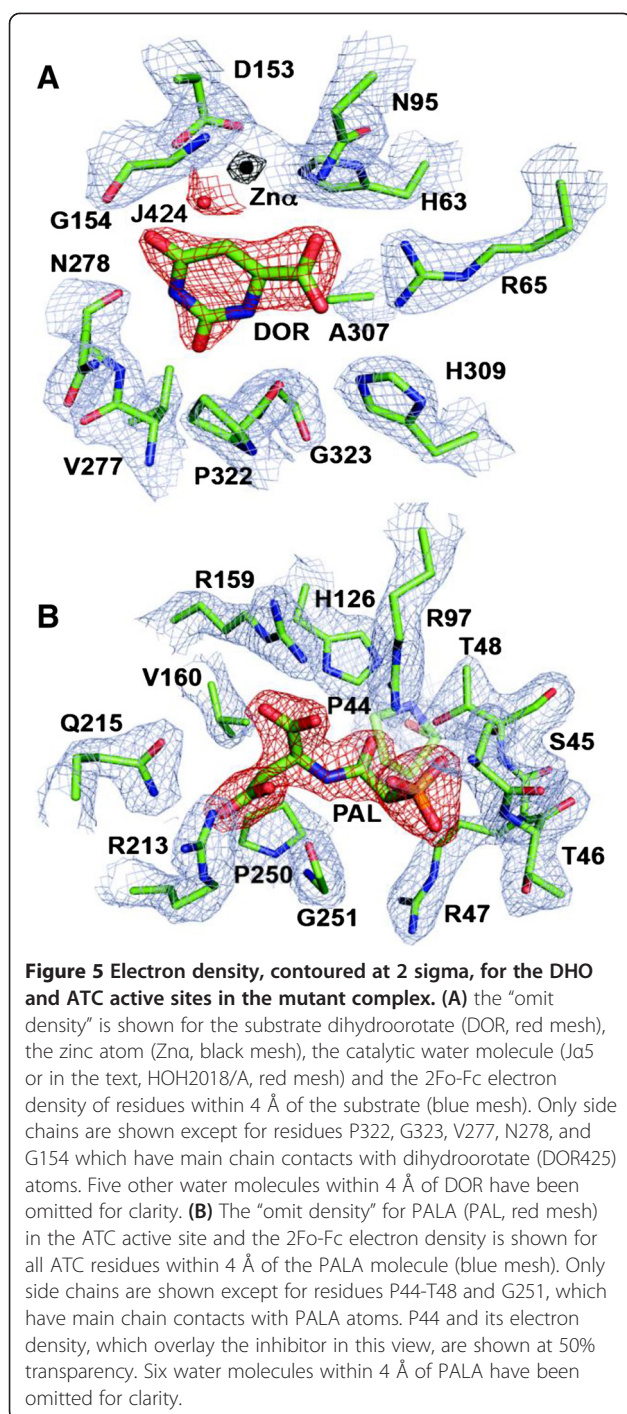 A
D153
N95
Znα
H63
G154
J424
R65
N278
DOR
A307
H309
V277
P322
G323
B
R159
H126
R97
T48
V160
P44
Q215
S45
PAL
T46
R213
P250
G251
R47
Figure 5 Electron density, contoured at 2 sigma, for the DHO
and ATC active sites in the mutant complex. (A) the “omit
density” is shown for the substrate dihydroorotate (DOR, red mesh),
the zinc atom (Znα, black mesh), the catalytic water molecule (Jα5
or in the text, HOH2018/A, red mesh) and the 2Fo-Fc electron
density of residues within 4 Å of the substrate (blue mesh). Only side
chains are shown except for residues P322, G323, V277, N278, and
G154 which have main chain contacts with dihydroorotate (DOR425)
atoms. Five other water molecules within 4 Å of DOR have been
omitted for clarity. (B) The “omit density” for PALA (PAL, red mesh)
in the ATC active site and the 2Fo-Fc electron density is shown for
all ATC residues within 4 Å of the PALA molecule (blue mesh). Only
side chains are shown except for residues P44-T48 and G251, which
have main chain contacts with PALA atoms. P44 and its electron
density, which overlay the inhibitor in this view, are shown at 50%
transparency. Six water molecules within 4 Å of PALA have been
omitted for clarity.